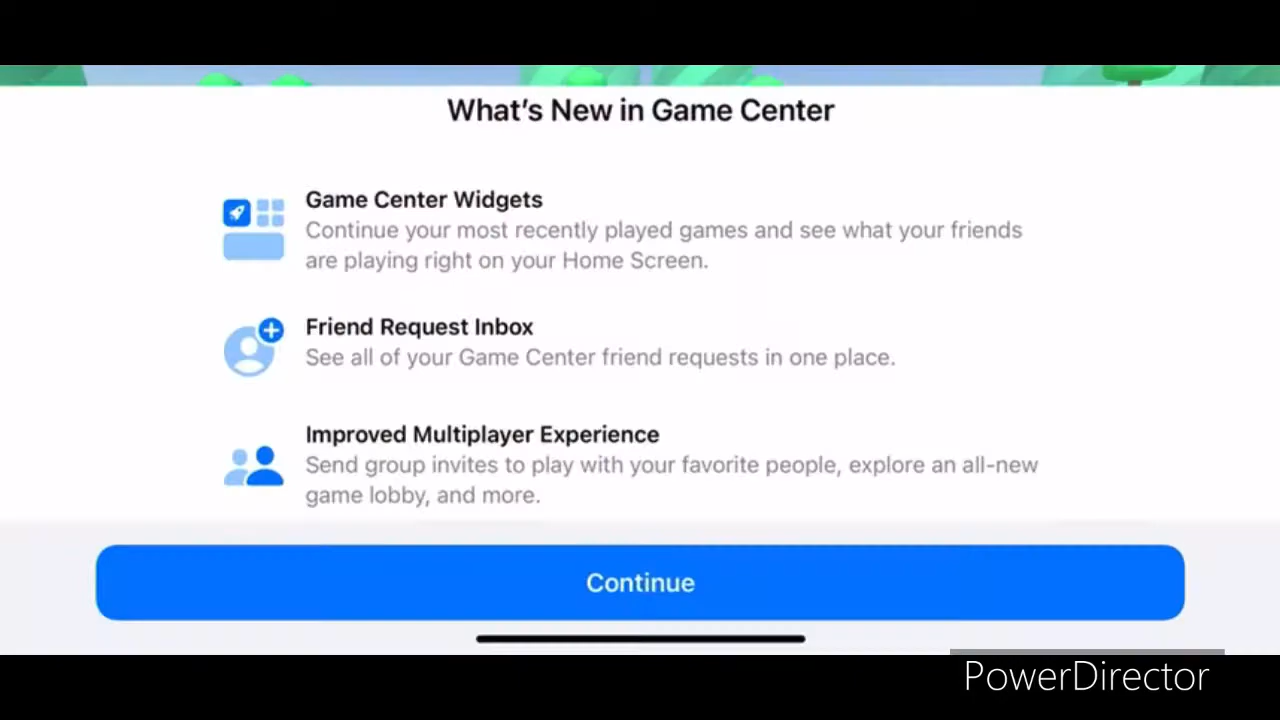 What’s New in Game Center
Game Center Widgets
Continue your most recently played games and see what your friends
are playing right on your Home Screen.
Friend Request Inbox
See all of your Game Center friend requests in one place.
Improved Multiplayer Experience
Send group invites to play with your favorite people, explore an all-new
game lobby, and more.
Continue
PowerDirector